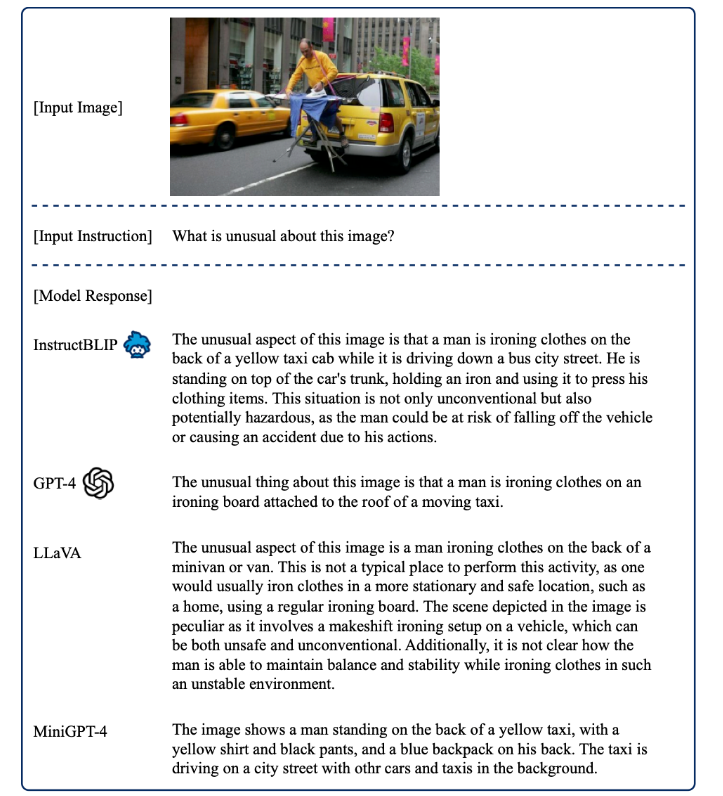 [Input Image]
[Input Instruction] What is unusual about this image?
[Model Response]
InstructBLIP
The unusual aspect of this image is that a man is ironing clothes on the
back of a yellow taxi cab while it is driving down a bus city street. He is
standing on top of the car's trunk, holding an iron and using it to press his
clothing items. This situation is not only unconventional but also
potentially hazardous, as the man could be at risk of falling off the vehicle
or causing an accident due to his actions.
GPT-4
The unusual thing about this image is that a man is ironing clothes on an
ironing board attached to the roof of a moving taxi.
LLaVA
The unusual aspect of this image is a man ironing clothes on the back of a
minivan or van. This is not a typical place to perform this activity, as one
would usually iron clothes in a more stationary and safe location, such as
a home, using a regular ironing board. The scene depicted in the image is
peculiar as it involves a makeshift ironing setup on a vehicle, which can
be both unsafe and unconventional. Additionally, it is not clear how the
man is able to maintain balance and stability while ironing clothes in such
an unstable environment.
MiniGPT-4
The image shows a man standing on the back of a yellow taxi, with a
yellow shirt and black pants, and a blue backpack on his back. The taxi is
driving on a city street with othr cars and taxis in the background.